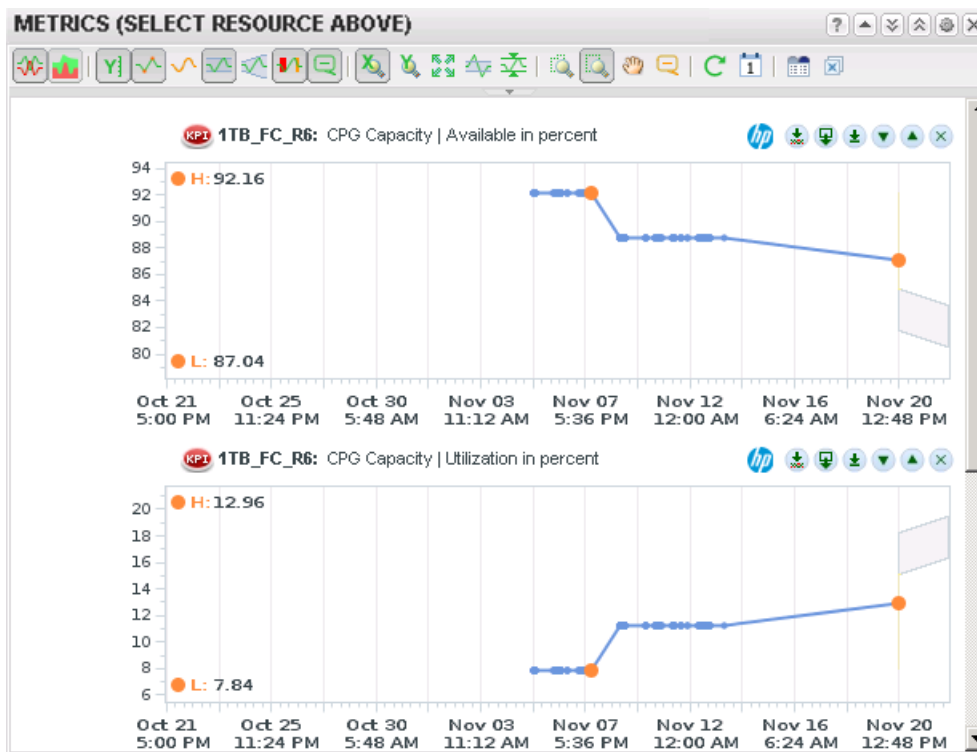 METRICS (SELECT RESOURCE ABOVE)
?
Y
X
Y
1
KPI 1TB_FC_R6: CPG Capacity | Available in percent hp
94
92
90
88
86
84
82
80
H: 92.16
L: 87.04
Oct 21 Oct 25 Oct 30 Nov 03 Nov 07 Nov 12 Nov 16 Nov 20
5:00 PM 11:24 PM 5:48 AM 11:12 AM 5:36 PM 12:00 AM 6:24 AM 12:48 PM
KPI 1TB_FC_R6: CPG Capacity | Utilization in percent hp
20
18
16
14
12
10
8
6
H: 12.96
L: 7.84
Oct 21 Oct 25 Oct 30 Nov 03 Nov 07 Nov 12 Nov 16 Nov 20
5:00 PM 11:24 PM 5:48 AM 11:12 AM 5:36 PM 12:00 AM 6:24 AM 12:48 PM